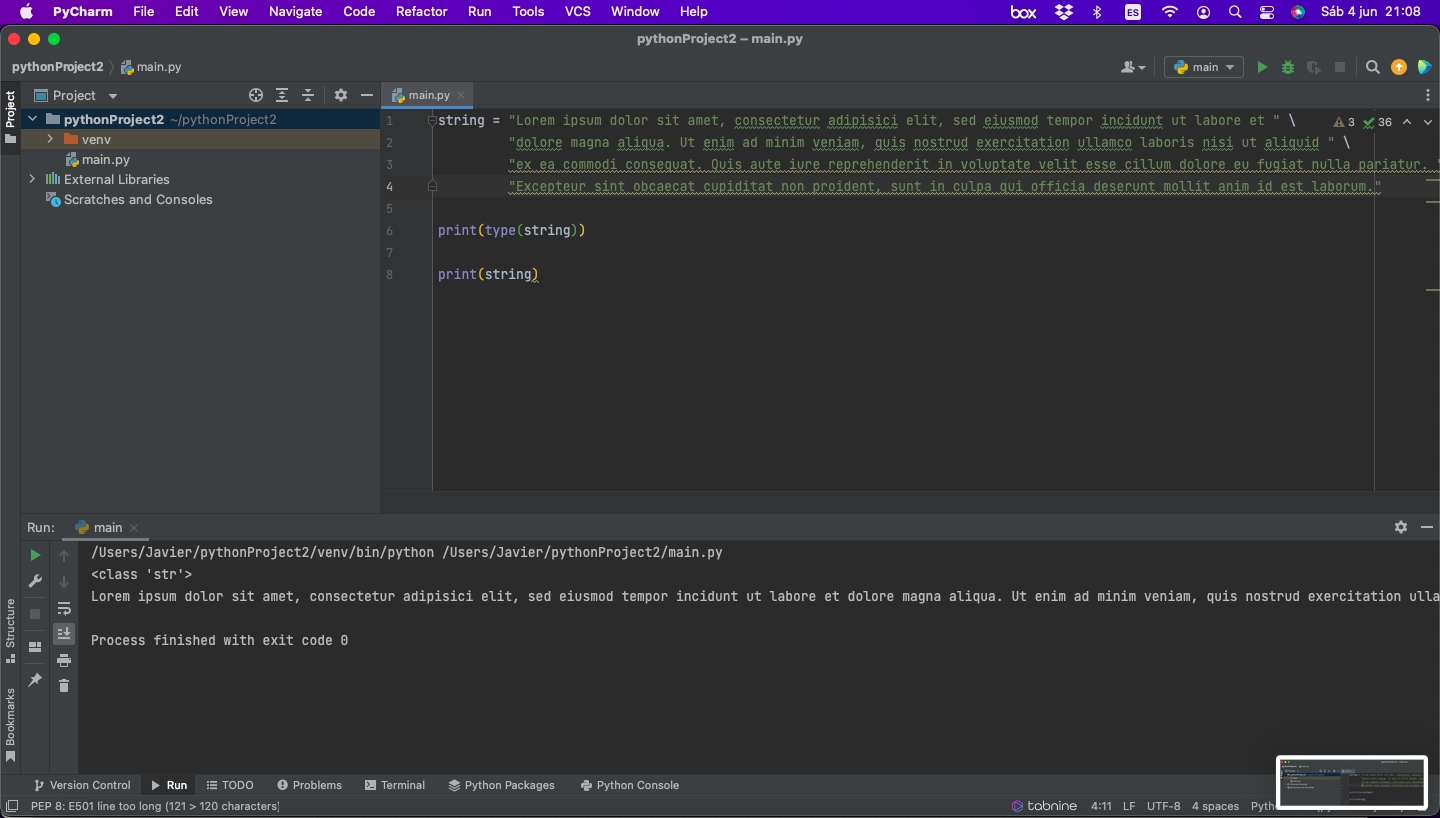 PyCharm File Edit View Navigate Code Refactor Run Tools VCS Window Help box ES Sáb 4 jun 21:08
pythonProject2 – main.py
pythonProject2 main.py main
Project Project main.py
pythonProject2 ~/pythonProject2
venv
main.py
External Libraries
Scratches and Consoles
3 36
1 string = "Lorem ipsum dolor sit amet, consectetur adipisici elit, sed eiusmod tempor incidunt ut labore et " \
2 "dolore magna aliqua. Ut enim ad minim veniam, quis nostrud exercitation ullamco laboris nisi ut aliquid " \
3 "ex ea commodi consequat. Quis aute iure reprehenderit in voluptate velit esse cillum dolore eu fugiat nulla pariatur. "
4 "Excepteur sint obcaecat cupiditat non proident, sunt in culpa qui officia deserunt mollit anim id est laborum."
5
6 print(type(string))
7
8 print(string)
Run: main
/Users/Javier/pythonProject2/venv/bin/python /Users/Javier/pythonProject2/main.py
<class 'str'>
Lorem ipsum dolor sit amet, consectetur adipisici elit, sed eiusmod tempor incidunt ut labore et dolore magna aliqua. Ut enim ad minim veniam, quis nostrud exercitation ulla
Process finished with exit code 0
Structure
Bookmarks
Version Control Run TODO Problems Terminal Python Packages Python Console
PEP 8: E501 line too long (121 > 120 characters) tabnine 4:11 LF UTF-8 4 spaces Pyth